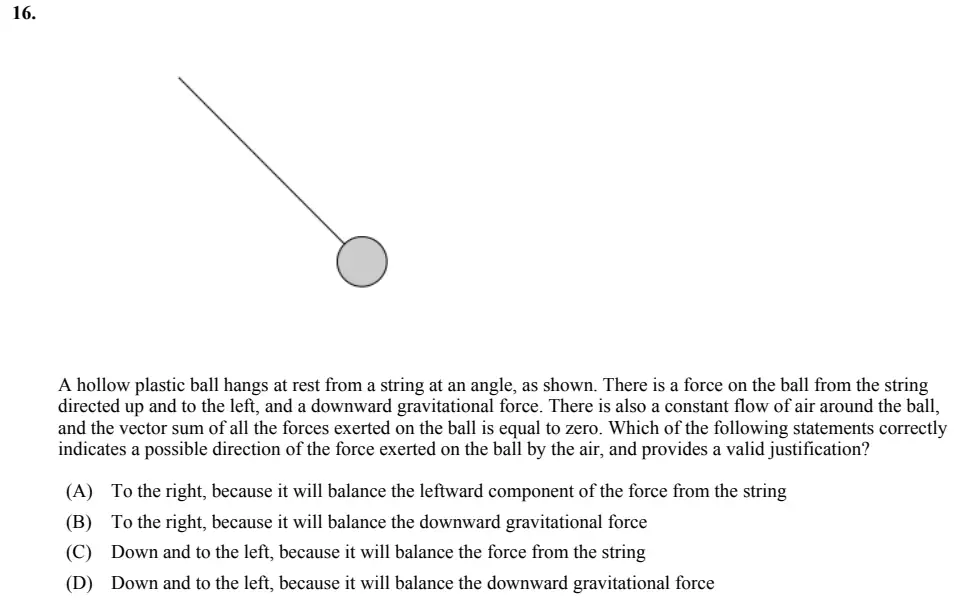 16.
A hollow plastic ball hangs at rest from a string at an angle, as shown. There is a force on the ball from the string
directed up and to the left, and a downward gravitational force. There is also a constant flow of air around the ball,
and the vector sum of all the forces exerted on the ball is equal to zero. Which of the following statements correctly
indicates a possible direction of the force exerted on the ball by the air, and provides a valid justification?
(A) To the right, because it will balance the leftward component of the force from the string
(B) To the right, because it will balance the downward gravitational force
(C) Down and to the left, because it will balance the force from the string
(D) Down and to the left, because it will balance the downward gravitational force